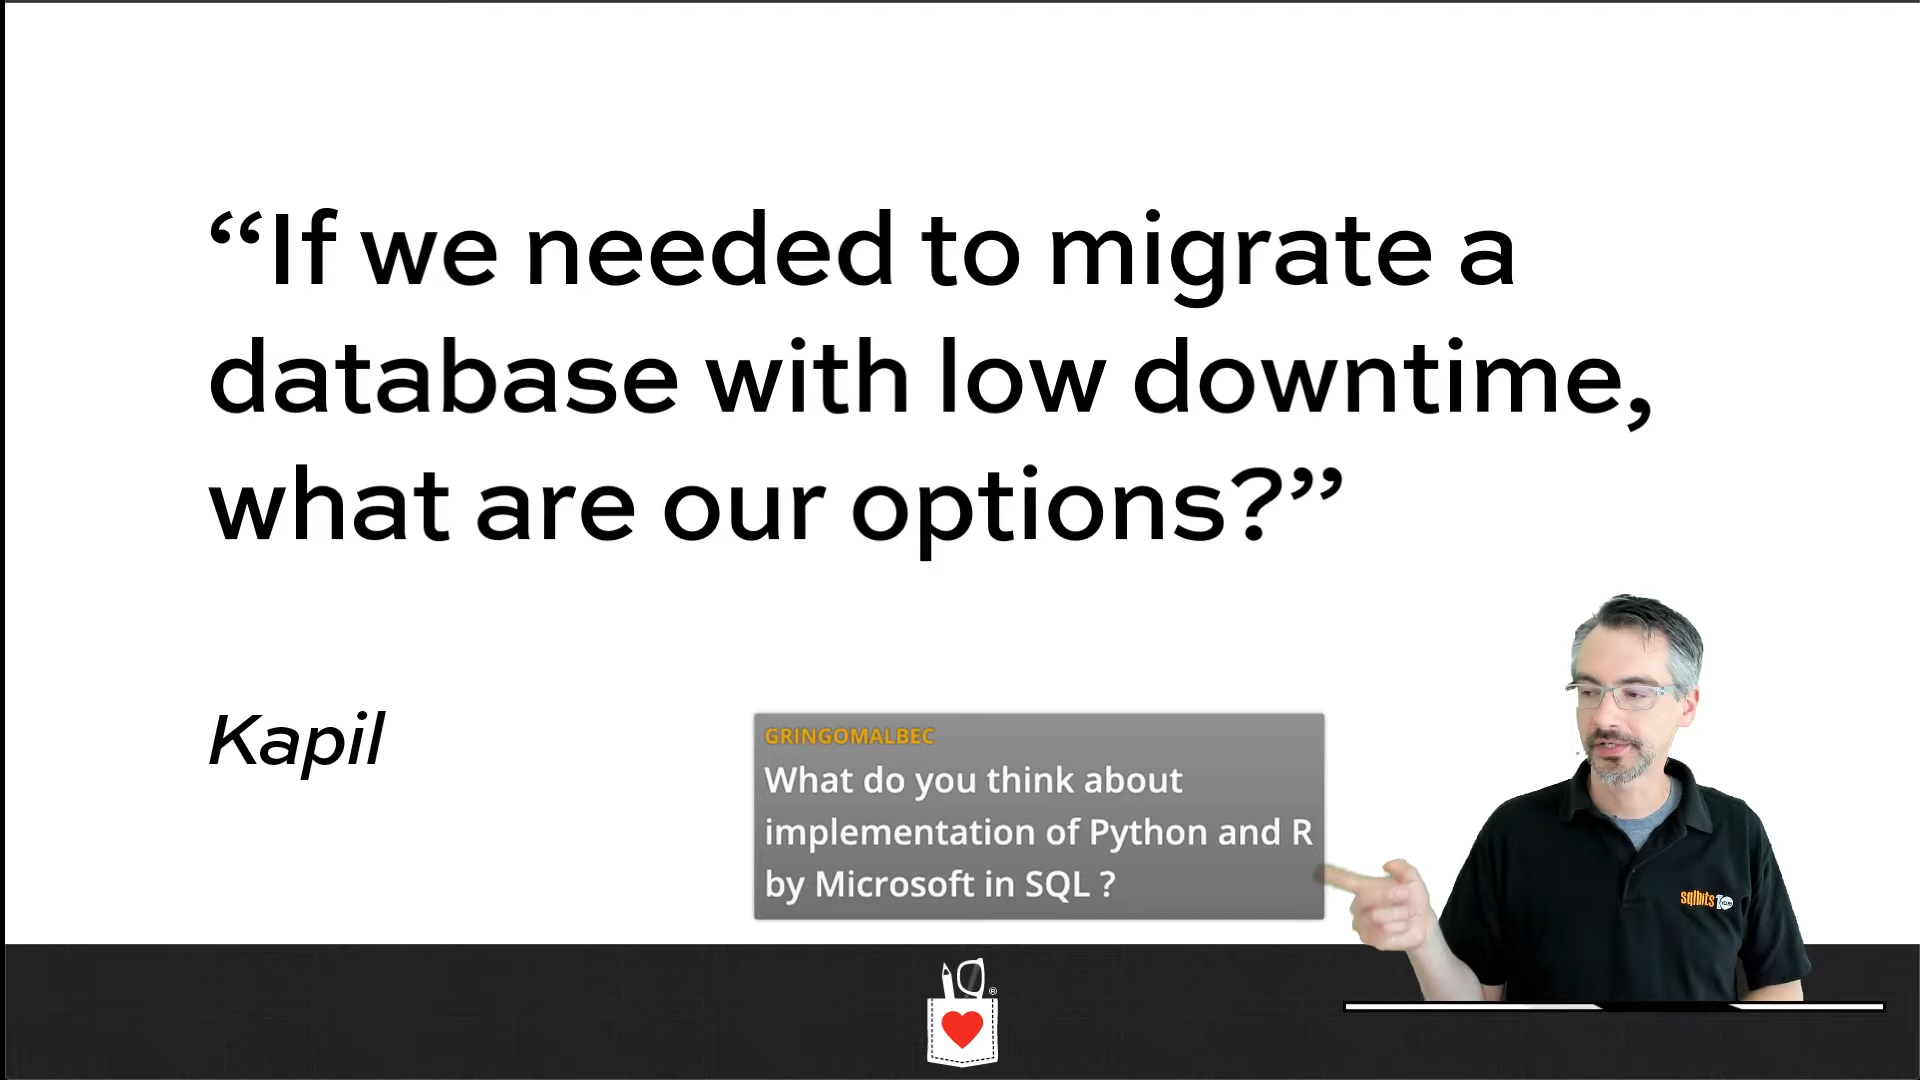 “If we needed to migrate a
database with low downtime,
what are our options?”
Kapil
GRINGOMALBEC
What do you think about
implementation of Python and R
by Microsoft in SQL ?
sqlbits
®